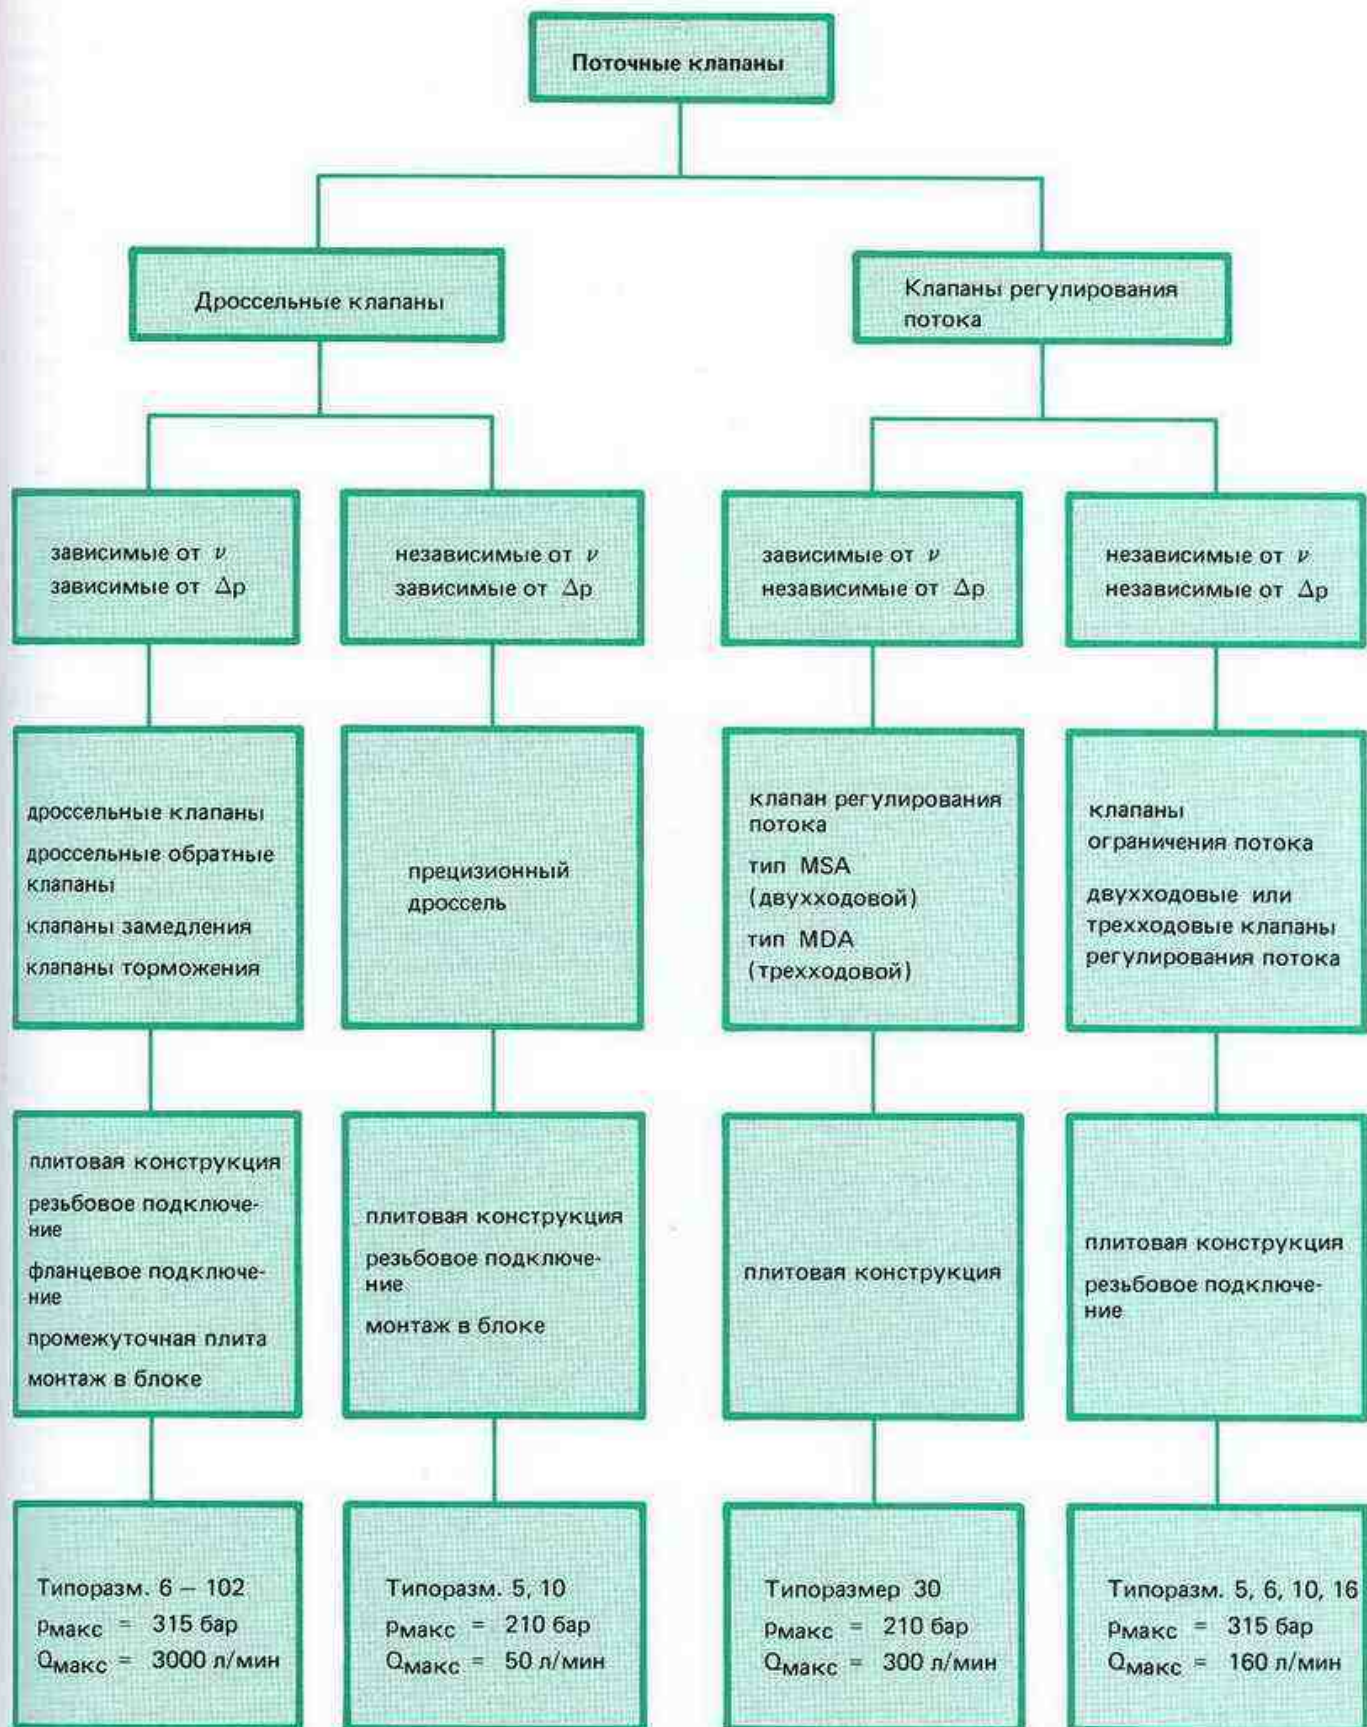 Поточные клапаны
Дроссельные клапаны
Клапаны регулирования
потока
зависимые от ν
зависимые от Δp
независимые от ν
зависимые от Δp
зависимые от ν
независимые от Δp
независимые от ν
независимые от Δp
дроссельные клапаны
дроссельные обратные
клапаны
клапаны замедления
клапаны торможения
прецизионный
дроссель
клапан регулирования
потока
тип MSA
(двухходовой)
тип MDA
(трехходовой)
клапаны
ограничения потока
двухходовые или
трехходовые клапаны
регулирования потока
плитовая конструкция
резьбовое подключе-
ние
фланцевое подключе-
ние
промежуточная плита
монтаж в блоке
плитовая конструкция
резьбовое подключе-
ние
монтаж в блоке
плитовая конструкция
плитовая конструкция
резьбовое подключе-
ние
Типоразм. 6 – 102
pмакс = 315 бар
Qмакс = 3000 л/мин
Типоразм. 5, 10
pмакс = 210 бар
Qмакс = 50 л/мин
Типоразмер 30
pмакс = 210 бар
Qмакс = 300 л/мин
Типоразм. 5, 6, 10, 16
pмакс = 315 бар
Qмакс = 160 л/мин